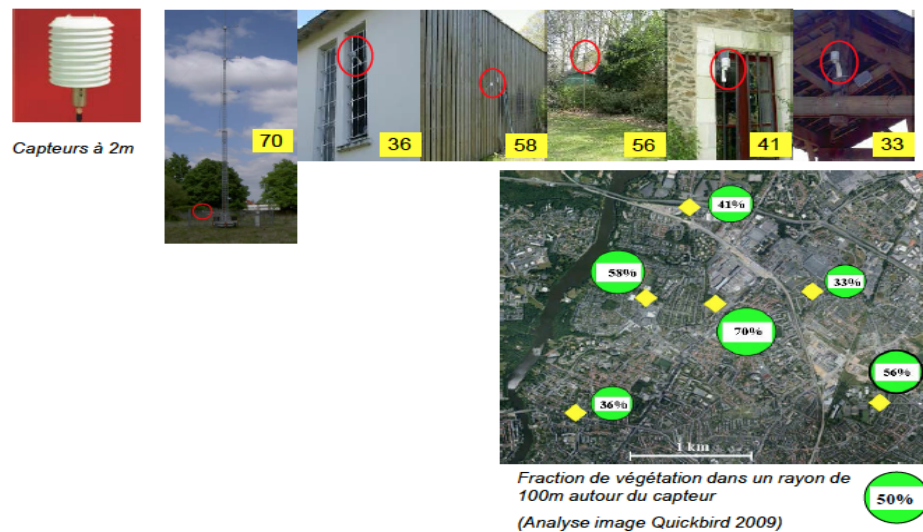 Capteurs à 2m
70
36
58
56
41
33
41%
58%
33%
70%
56%
36%
1 km
Fraction de végétation dans un rayon de
100m autour du capteur
(Analyse image Quickbird 2009)
50%